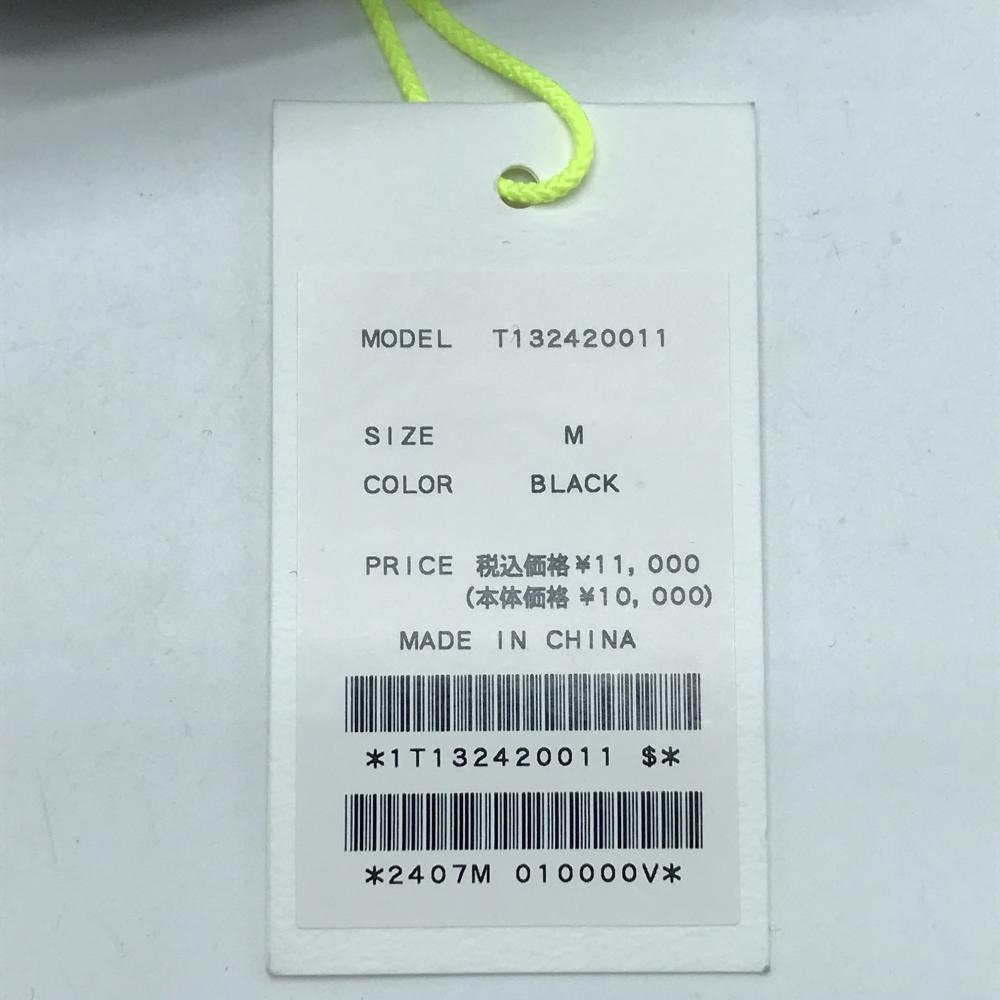 MODEL T132420011
SIZE M
COLOR BLACK
PRICE 税込価格¥11,000
(本体価格 ¥10,000)
MADE IN CHINA
*1T132420011 $*
*2407M 010000V*